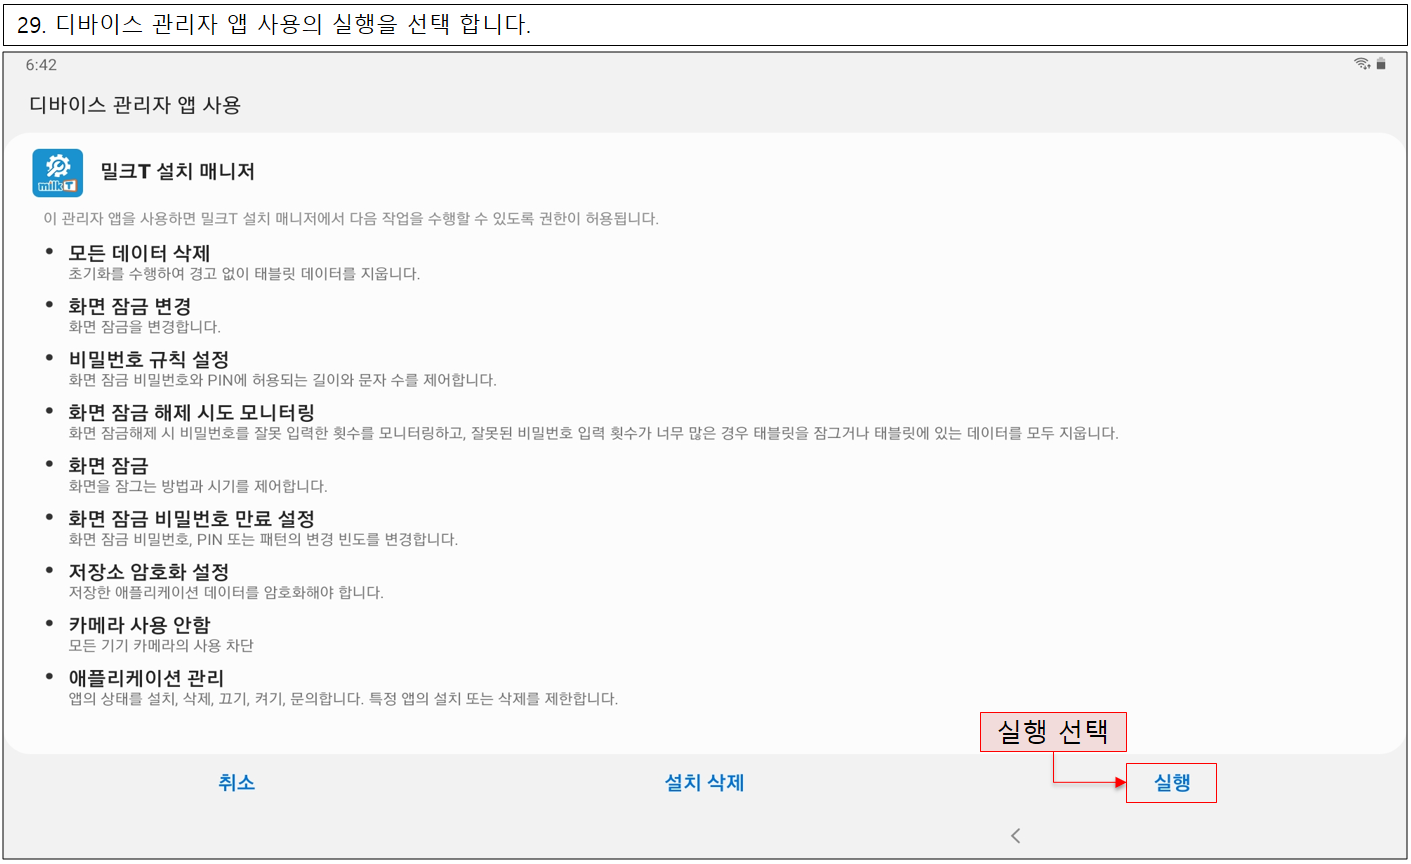 29. 디바이스 관리자 앱 사용의 실행을 선택 합니다.
6:42
디바이스 관리자 앱 사용
milkT
밀크T 설치 매니저
이 관리자 앱을 사용하면 밀크T 설치 매니저에서 다음 작업을 수행할 수 있도록 권한이 허용됩니다.
• 모든 데이터 삭제
초기화를 수행하여 경고 없이 태블릿 데이터를 지웁니다.
• 화면 잠금 변경
화면 잠금을 변경합니다.
• 비밀번호 규칙 설정
화면 잠금 비밀번호와 PIN에 허용되는 길이와 문자 수를 제어합니다.
• 화면 잠금 해제 시도 모니터링
화면 잠금해제 시 비밀번호를 잘못 입력한 횟수를 모니터링하고, 잘못된 비밀번호 입력 횟수가 너무 많은 경우 태블릿을 잠그거나 태블릿에 있는 데이터를 모두 지웁니다.
• 화면 잠금
화면을 잠그는 방법과 시기를 제어합니다.
• 화면 잠금 비밀번호 만료 설정
화면 잠금 비밀번호, PIN 또는 패턴의 변경 빈도를 변경합니다.
• 저장소 암호화 설정
저장한 애플리케이션 데이터를 암호화해야 합니다.
• 카메라 사용 안함
모든 기기 카메라의 사용 차단
• 애플리케이션 관리
앱의 상태를 설치, 삭제, 끄기, 켜기, 문의합니다. 특정 앱의 설치 또는 삭제를 제한합니다.
실행 선택
취소
설치 삭제
실행